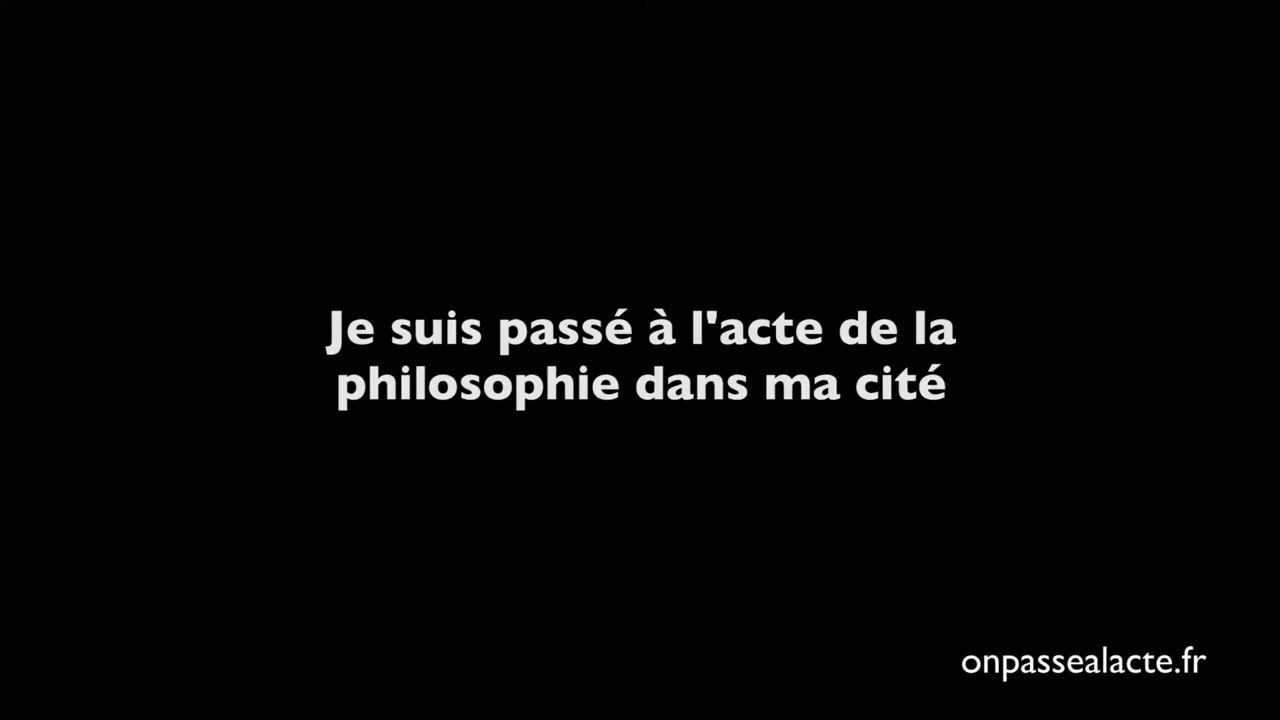 Je suis passé à l'acte de la
philosophie dans ma cité
onpassealacte.fr